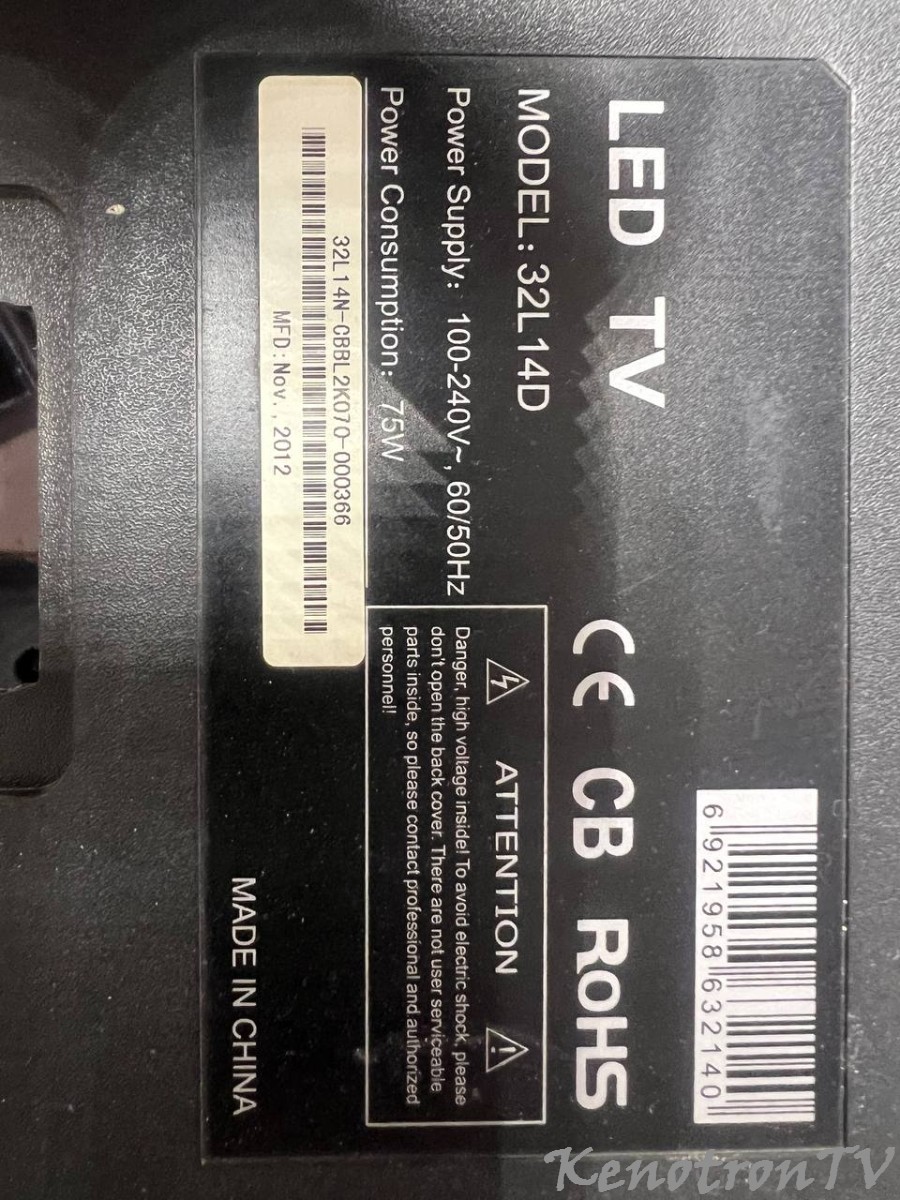 LED TV
MODEL: 32L14D
Power Supply: 100-240V~, 60/50Hz
Power Consumption: 75W
32L14N-CBBL2K070-000366
MFD:Nov., 2012
6 921958 632140
CE CB RoHS
ATTENTION
Danger, high voltage inside! To avoid electric shock, please
don't open the back cover. There are not user serviceable
parts inside, so please contact professional and authorized
personnel!
MADE IN CHINA
KenotronTV